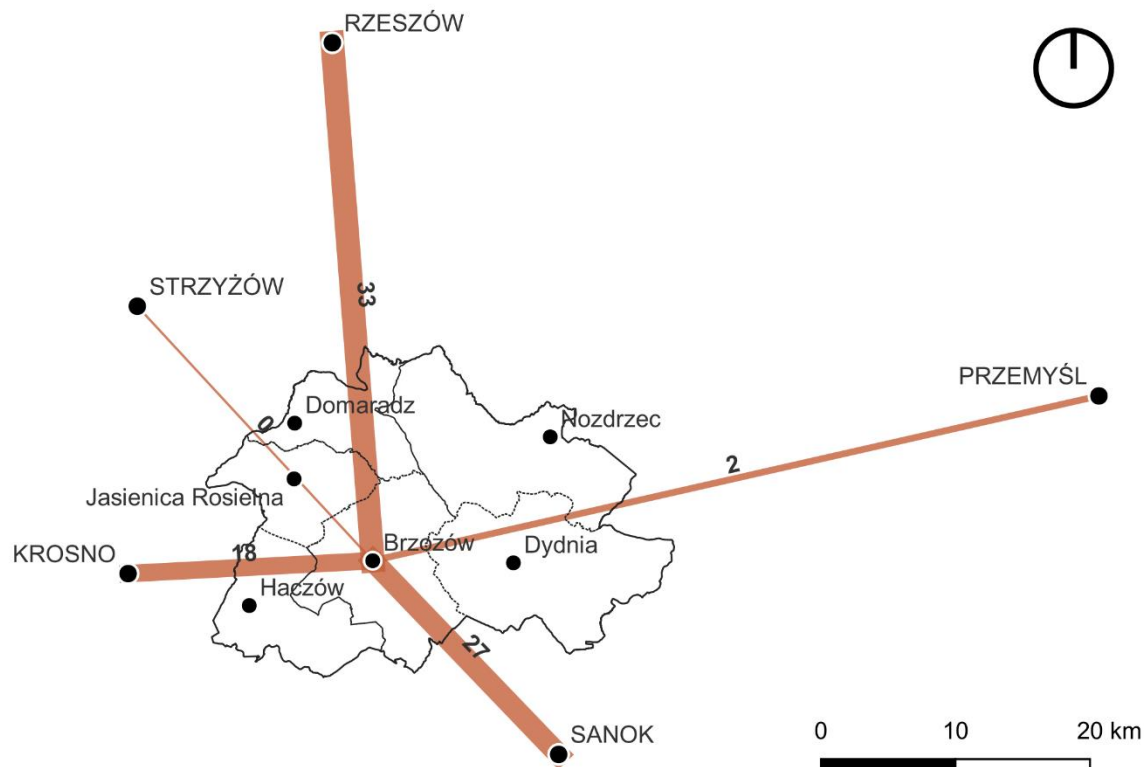 RZESZÓW
STRZYŻÓW
33
PRZEMYŚL
Domaradz
0
Nozdrzec
2
Jasienica Rosielna
Brzozów
Dydnia
KROSNO
18
Haczów
27
SANOK
0 10 20 km